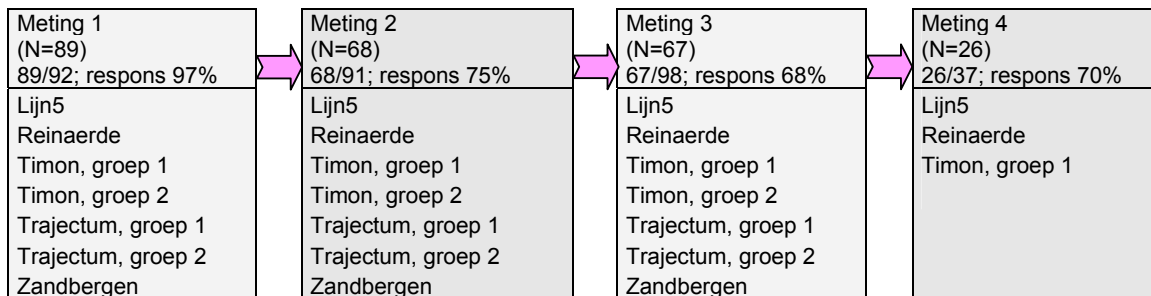 Meting 1
(N=89)
89/92; respons 97%
Lijn5
Reinaerde
Timon, groep 1
Timon, groep 2
Trajectum, groep 1
Trajectum, groep 2
Zandbergen
Meting 2
(N=68)
68/91; respons 75%
Lijn5
Reinaerde
Timon, groep 1
Timon, groep 2
Trajectum, groep 1
Trajectum, groep 2
Zandbergen
Meting 3
(N=67)
67/98; respons 68%
Lijn5
Reinaerde
Timon, groep 1
Timon, groep 2
Trajectum, groep 1
Trajectum, groep 2
Zandbergen
Meting 4
(N=26)
26/37; respons 70%
Lijn5
Reinaerde
Timon, groep 1